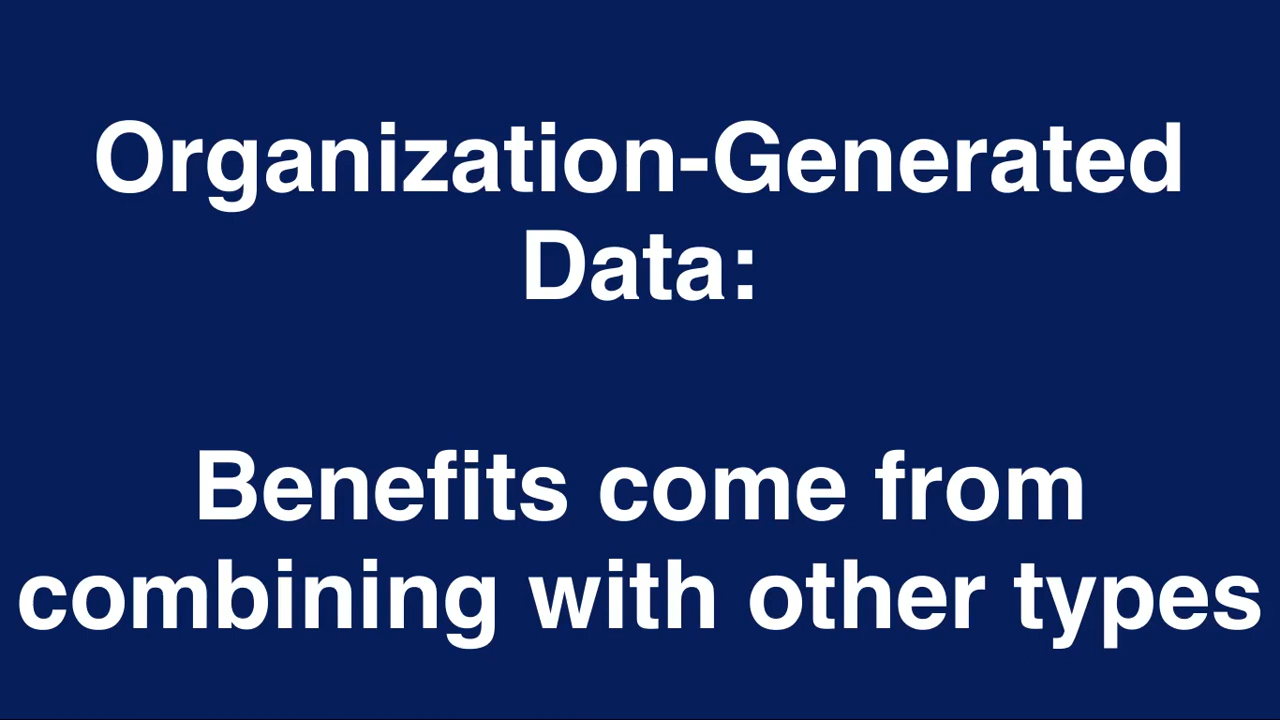 Organization-Generated
Data:
Benefits come from
combining with other types